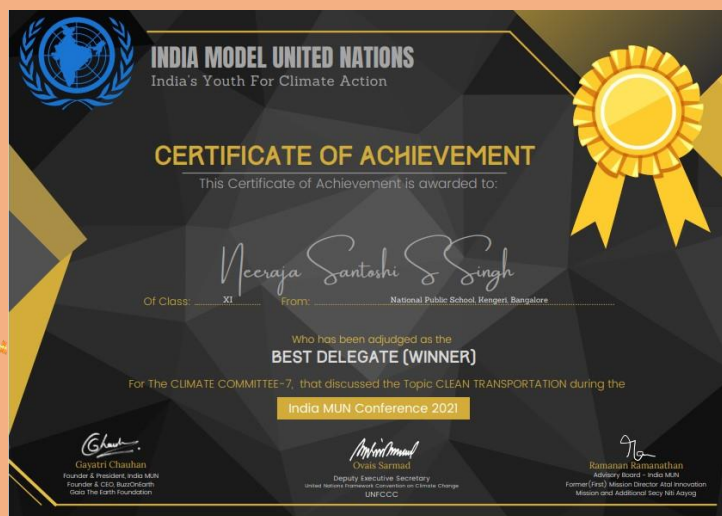 INDIA MODEL UNITED NATIONS
India's Youth For Climate Action
CERTIFICATE OF ACHIEVEMENT
This Certificate of Achievement is awarded to:
Neeraja Santoshi S Singh
Of Class: XI From: National Public School, Kengeri, Bangalore
Who has been adjudged as the
BEST DELEGATE (WINNER)
For The CLIMATE COMMITTEE-7, that discussed the Topic CLEAN TRANSPORTATION during the
India MUN Conference 2021
Gayatri Chauhan
Founder & President, India MUN
Founder & CEO, BuzzOnEarth
Gaia The Earth Foundation
Ovais Sarmad
Deputy Executive Secretary
United Nations Framework Convention on Climate Change
UNFCCC
Ramanan Ramanathan
Advisory Board - India MUN
Former(First) Mission Director Atal Innovation
Mission and Additional Secy Niti Aayog